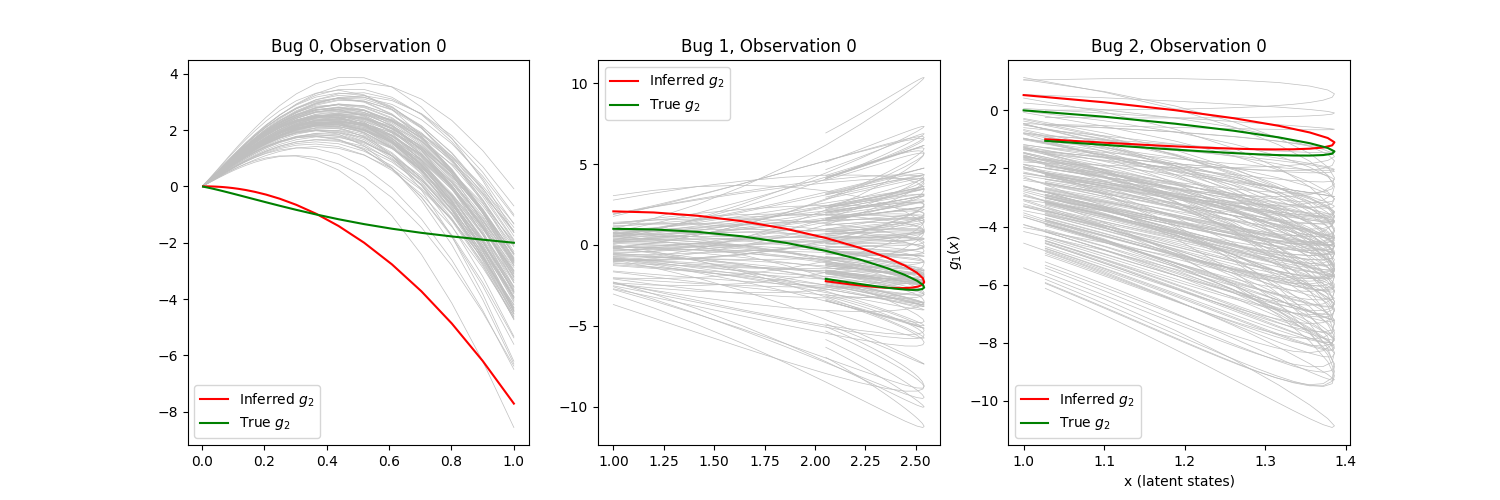 Bug 0, Observation 0
4
2
0
−2
−4
−6
−8
Inferred g₂
True g₂
0.0 0.2 0.4 0.6 0.8 1.0
Bug 1, Observation 0
Inferred g₂
True g₂
10
5
0
−5
−10
1.00 1.25 1.50 1.75 2.00 2.25 2.50
Bug 2, Observation 0
g₁(x)
0
−2
−4
−6
−8
−10
Inferred g₂
True g₂
1.0 1.1 1.2 1.3 1.4
x (latent states)